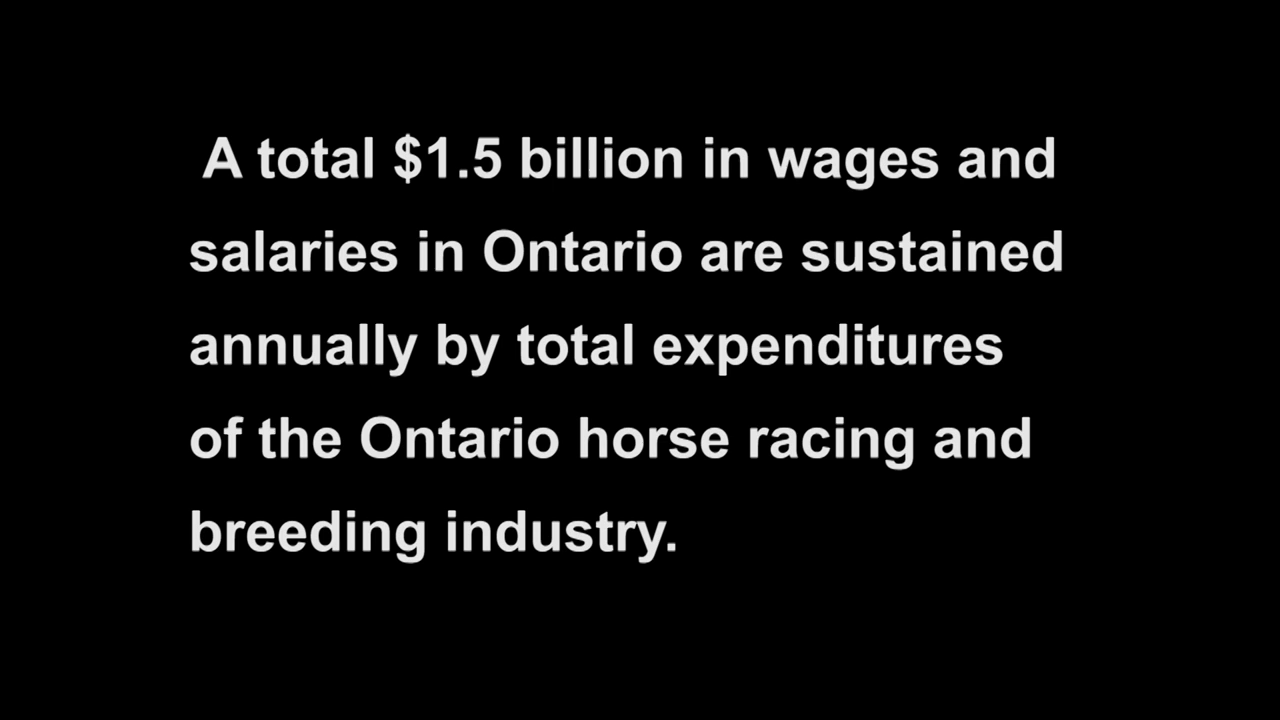 A total $1.5 billion in wages and
salaries in Ontario are sustained
annually by total expenditures
of the Ontario horse racing and
breeding industry.